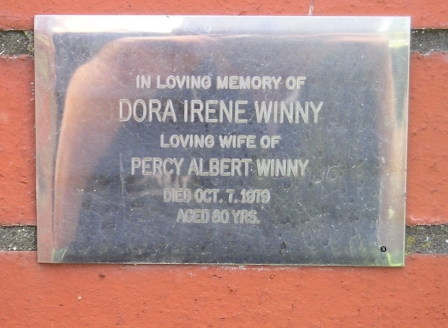 IN LOVING MEMORY OF
DORA IRENE WINNY
LOVING WIFE OF
PERCY ALBERT WINNY
DIED OCT. 7. 1979
AGED 80 YRS.